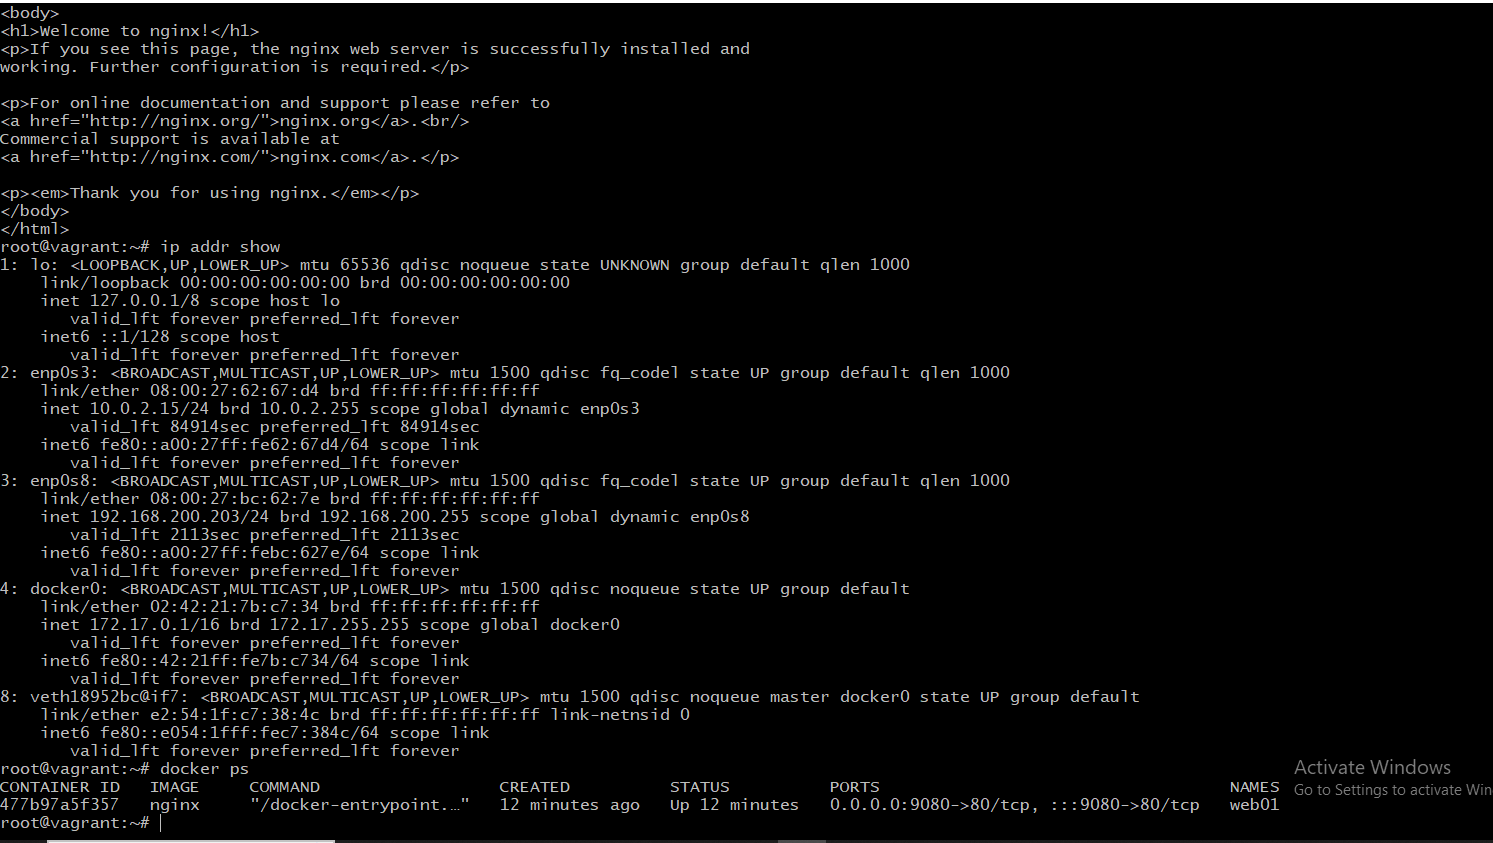 <body>
<h1>Welcome to nginx!</h1>
<p>If you see this page, the nginx web server is successfully installed and
working. Further configuration is required.</p>
<p>For online documentation and support please refer to
<a href="http://nginx.org/">nginx.org</a>.<br/>
Commercial support is available at
<a href="http://nginx.com/">nginx.com</a>.</p>
<p><em>Thank you for using nginx.</em></p>
</body>
</html>
root@vagrant:~# ip addr show
1: lo: <LOOPBACK,UP,LOWER_UP> mtu 65536 qdisc noqueue state UNKNOWN group default qlen 1000
link/loopback 00:00:00:00:00:00 brd 00:00:00:00:00:00
inet 127.0.0.1/8 scope host lo
valid_lft forever preferred_lft forever
inet6 ::1/128 scope host
valid_lft forever preferred_lft forever
2: enp0s3: <BROADCAST,MULTICAST,UP,LOWER_UP> mtu 1500 qdisc fq_codel state UP group default qlen 1000
link/ether 08:00:27:62:67:d4 brd ff:ff:ff:ff:ff:ff
inet 10.0.2.15/24 brd 10.0.2.255 scope global dynamic enp0s3
valid_lft 84914sec preferred_lft 84914sec
inet6 fe80::a00:27ff:fe62:67d4/64 scope link
valid_lft forever preferred_lft forever
3: enp0s8: <BROADCAST,MULTICAST,UP,LOWER_UP> mtu 1500 qdisc fq_codel state UP group default qlen 1000
link/ether 08:00:27:bc:62:7e brd ff:ff:ff:ff:ff:ff
inet 192.168.200.203/24 brd 192.168.200.255 scope global dynamic enp0s8
valid_lft 2113sec preferred_lft 2113sec
inet6 fe80::a00:27ff:febc:627e/64 scope link
valid_lft forever preferred_lft forever
4: docker0: <BROADCAST,MULTICAST,UP,LOWER_UP> mtu 1500 qdisc noqueue state UP group default
link/ether 02:42:21:7b:c7:34 brd ff:ff:ff:ff:ff:ff
inet 172.17.0.1/16 brd 172.17.255.255 scope global docker0
valid_lft forever preferred_lft forever
inet6 fe80::42:21ff:fe7b:c734/64 scope link
valid_lft forever preferred_lft forever
8: veth18952bc@if7: <BROADCAST,MULTICAST,UP,LOWER_UP> mtu 1500 qdisc noqueue master docker0 state UP group default
link/ether e2:54:1f:c7:38:4c brd ff:ff:ff:ff:ff:ff link-netnsid 0
inet6 fe80::e054:1fff:fec7:384c/64 scope link
valid_lft forever preferred_lft forever
root@vagrant:~# docker ps
CONTAINER ID IMAGE COMMAND CREATED STATUS PORTS NAMES
477b97a5f357 nginx "/docker-entrypoint.…" 12 minutes ago Up 12 minutes 0.0.0.0:9080->80/tcp, :::9080->80/tcp web01
root@vagrant:~#
Activate Windows
Go to Settings to activate Win